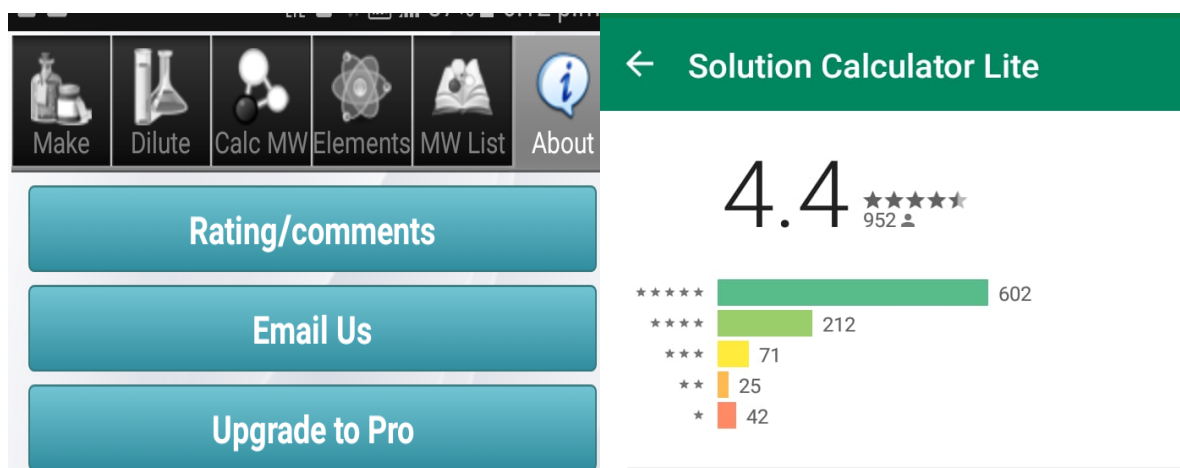 Make Dilute Calc MW Elements MW List About
Rating/comments
Email Us
Upgrade to Pro
Solution Calculator Lite
4.4
952
602
212
71
25
42